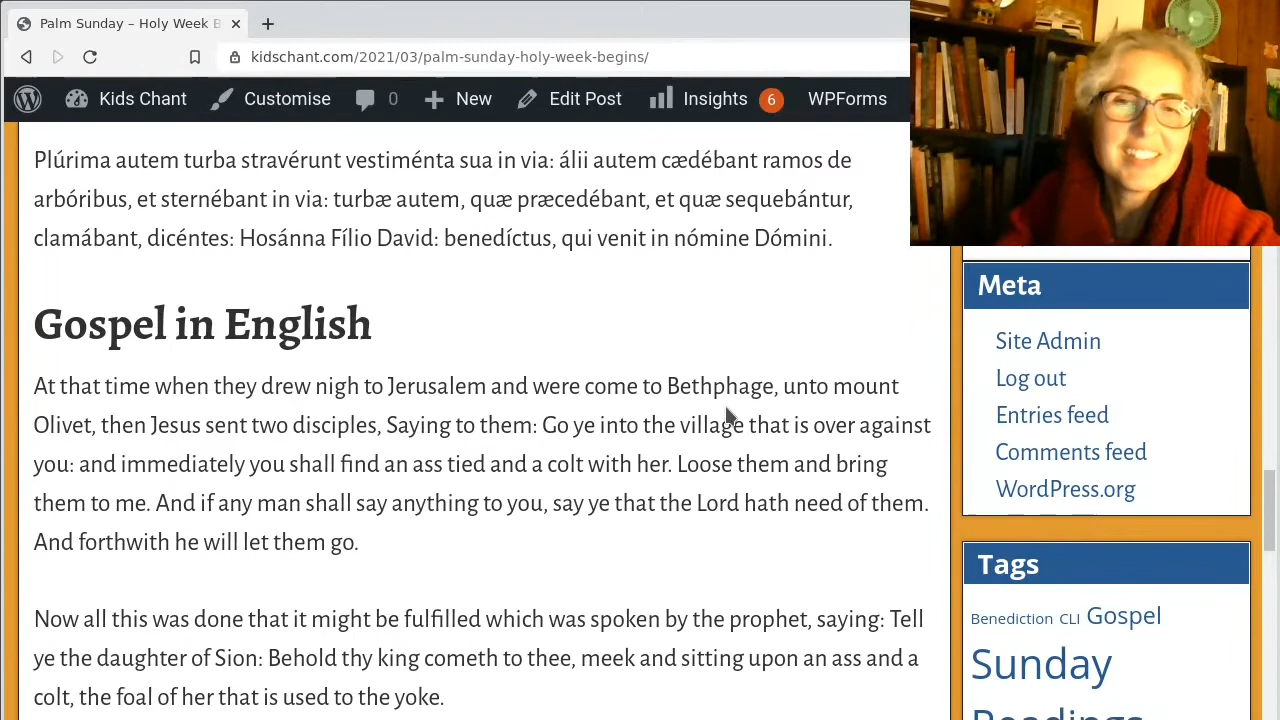 Palm Sunday – Holy Week B
kidschant.com/2021/03/palm-sunday-holy-week-begins/
Kids Chant Customise 0 New Edit Post Insights 6 WPForms
Plúrima autem turba stravérunt vestiménta sua in via: álii autem cædébant ramos de
arbóribus, et sternébant in via: turbæ autem, quæ præcedébant, et quæ sequebántur,
clamábant, dicéntes: Hosánna Fílio David: benedíctus, qui venit in nómine Dómini.
Gospel in English
At that time when they drew nigh to Jerusalem and were come to Bethphage, unto mount
Olivet, then Jesus sent two disciples, Saying to them: Go ye into the village that is over against
you: and immediately you shall find an ass tied and a colt with her. Loose them and bring
them to me. And if any man shall say anything to you, say ye that the Lord hath need of them.
And forthwith he will let them go.
Now all this was done that it might be fulfilled which was spoken by the prophet, saying: Tell
ye the daughter of Sion: Behold thy king cometh to thee, meek and sitting upon an ass and a
colt, the foal of her that is used to the yoke.
Meta
Site Admin
Log out
Entries feed
Comments feed
WordPress.org
Tags
Benediction CLI Gospel
Sunday
Readings